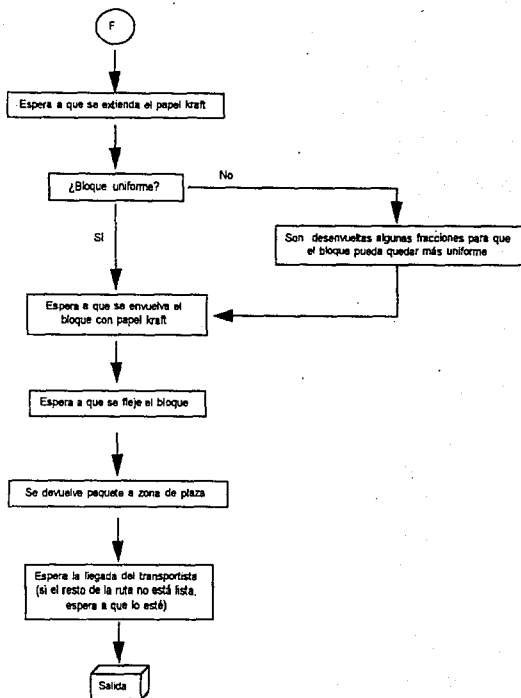 F
Espera a que se extienda el papel kraft
¿Bloque uniforme?
No
Sí
Son desenvueltas algunas fracciones para que
el bloque pueda quedar más uniforme
Espera a que se envuelva el
bloque con papel kraft
Espera a que se fleje el bloque
Se devuelve paquete a zona de plaza
Espera la llegada del transportista
(si el resto de la ruta no está lista,
espera a que lo esté)
Salida